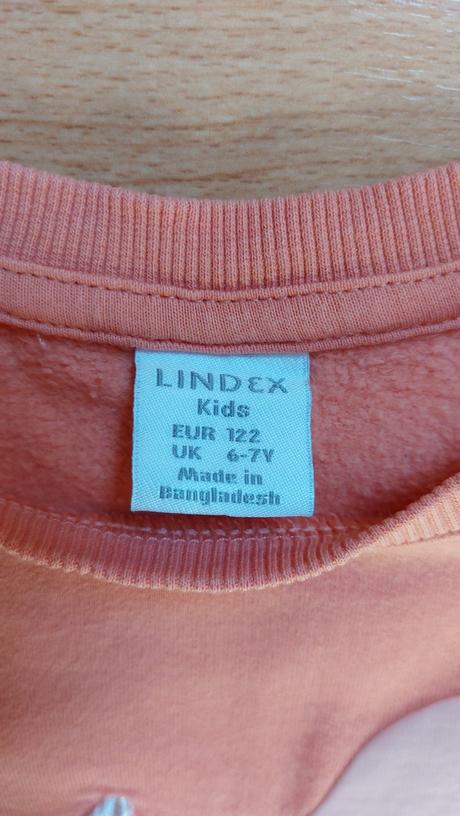 LINDEX
Kids
EUR 122
UK 6-7Y
Made in
Bangladesh